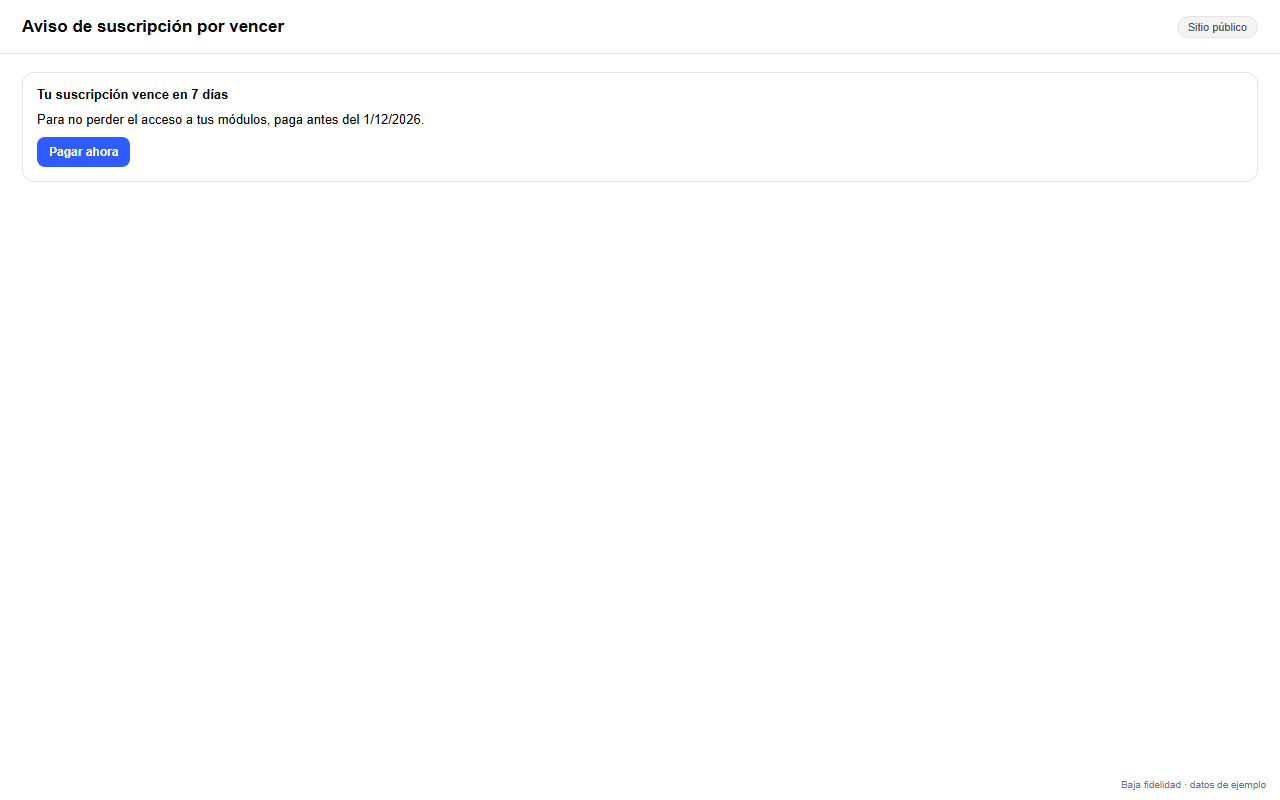 Aviso de suscripción por vencer
Sitio público
Tu suscripción vence en 7 días
Para no perder el acceso a tus módulos, paga antes del 1/12/2026.
Pagar ahora
Baja fidelidad · datos de ejemplo